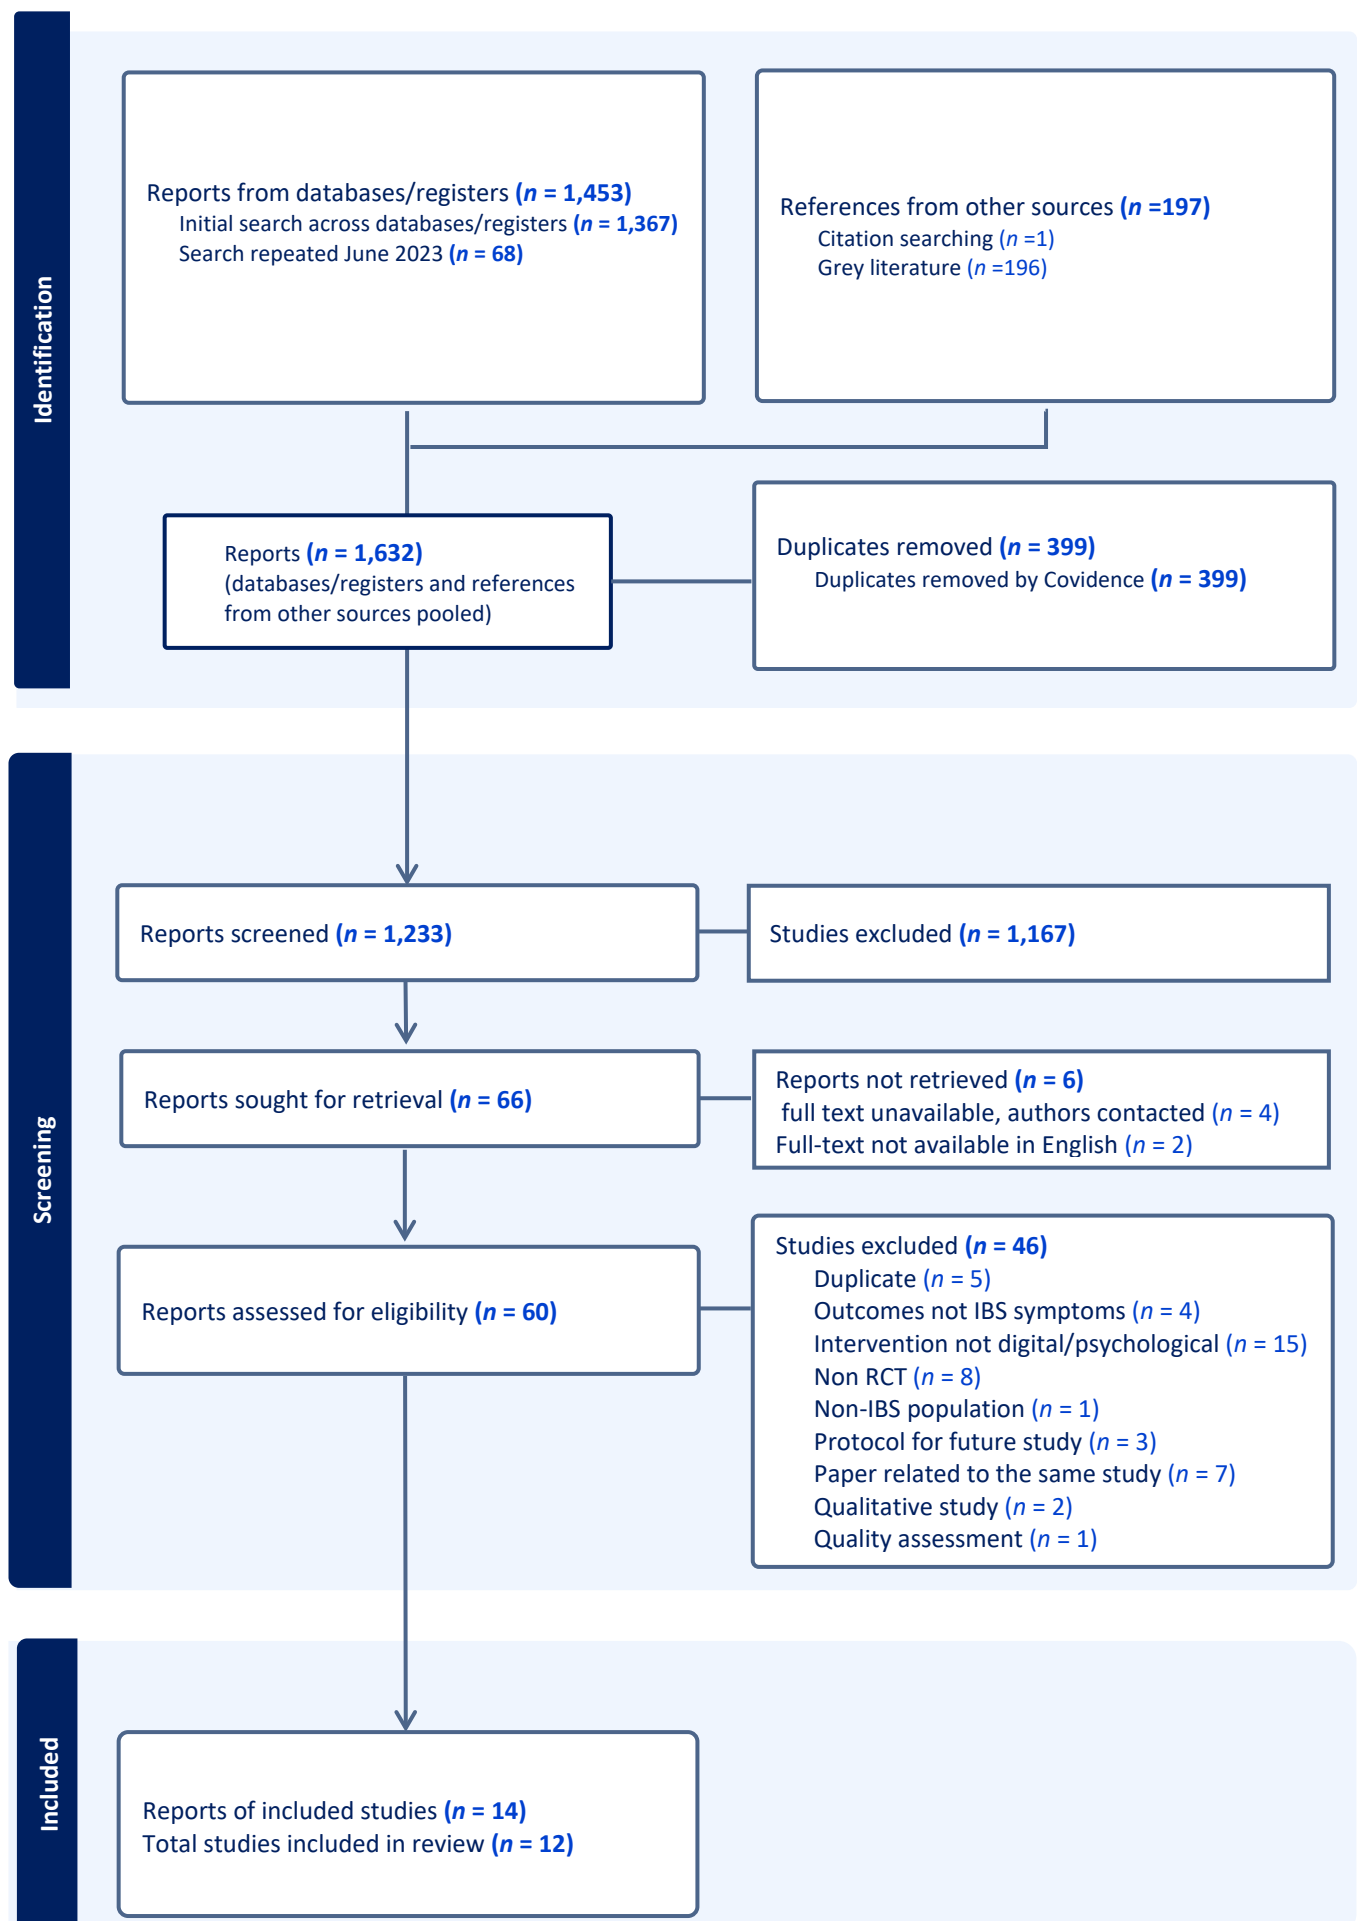 Identification
Reports from databases/registers (n = 1,453)
Initial search across databases/registers (n = 1,367)
Search repeated June 2023 (n = 68)
References from other sources (n =197)
Citation searching (n =1)
Grey literature (n =196)
Reports (n = 1,632)
(databases/registers and references
from other sources pooled)
Duplicates removed (n = 399)
Duplicates removed by Covidence (n = 399)
Screening
Reports screened (n = 1,233)
Studies excluded (n = 1,167)
Reports sought for retrieval (n = 66)
Reports not retrieved (n = 6)
full text unavailable, authors contacted (n = 4)
Full-text not available in English (n = 2)
Reports assessed for eligibility (n = 60)
Studies excluded (n = 46)
Duplicate (n = 5)
Outcomes not IBS symptoms (n = 4)
Intervention not digital/psychological (n = 15)
Non RCT (n = 8)
Non-IBS population (n = 1)
Protocol for future study (n = 3)
Paper related to the same study (n = 7)
Qualitative study (n = 2)
Quality assessment (n = 1)
Included
Reports of included studies (n = 14)
Total studies included in review (n = 12)